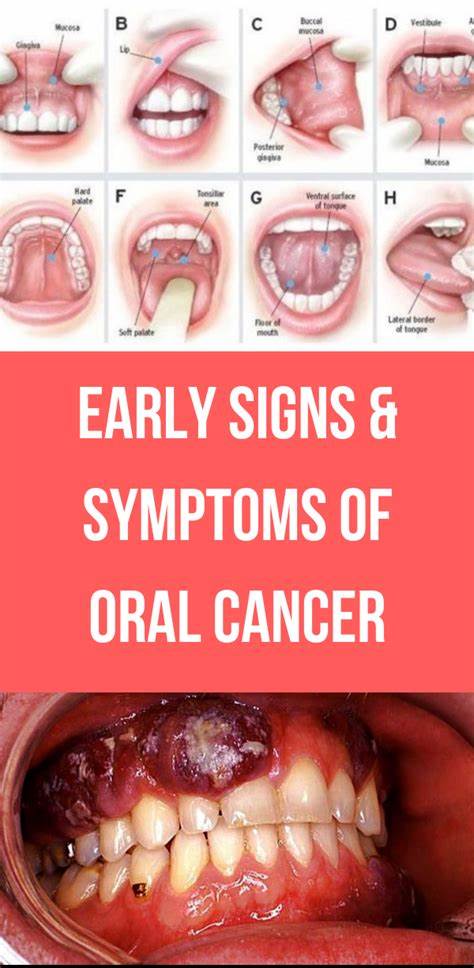 B
C
D
Mucosa
Gingiva
Lip
Buccal
mucosa
Posterior
gingiva
Vestibule
Mucosa
Hard
palate
F
Tonsillar
area
Soft palate
G
Ventral surface
of tongue
Floor of
mouth
H
Lateral border
of tongue
EARLY SIGNS &
SYMPTOMS OF
ORAL CANCER